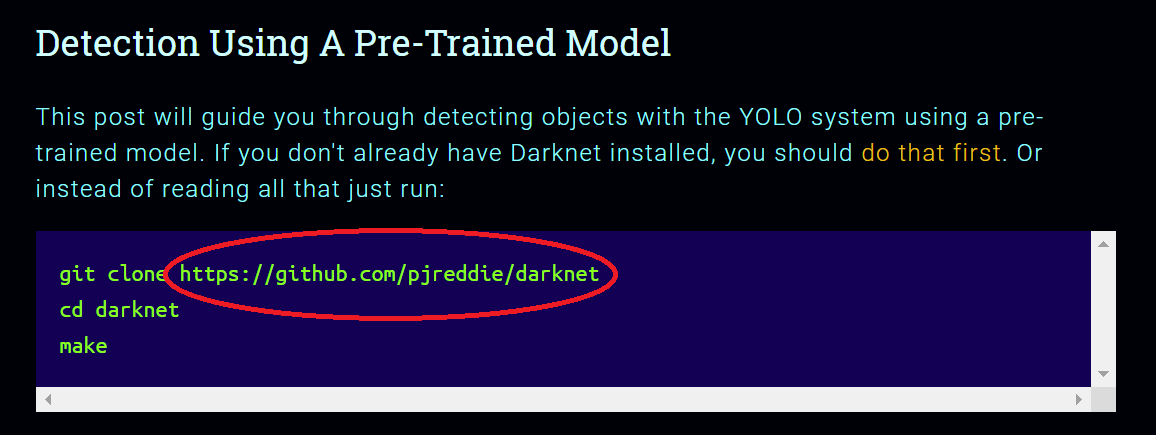 Detection Using A Pre-Trained Model
This post will guide you through detecting objects with the YOLO system using a pre-
trained model. If you don't already have Darknet installed, you should do that first. Or
instead of reading all that just run:
git clone https://github.com/pjreddie/darknet
cd darknet
make